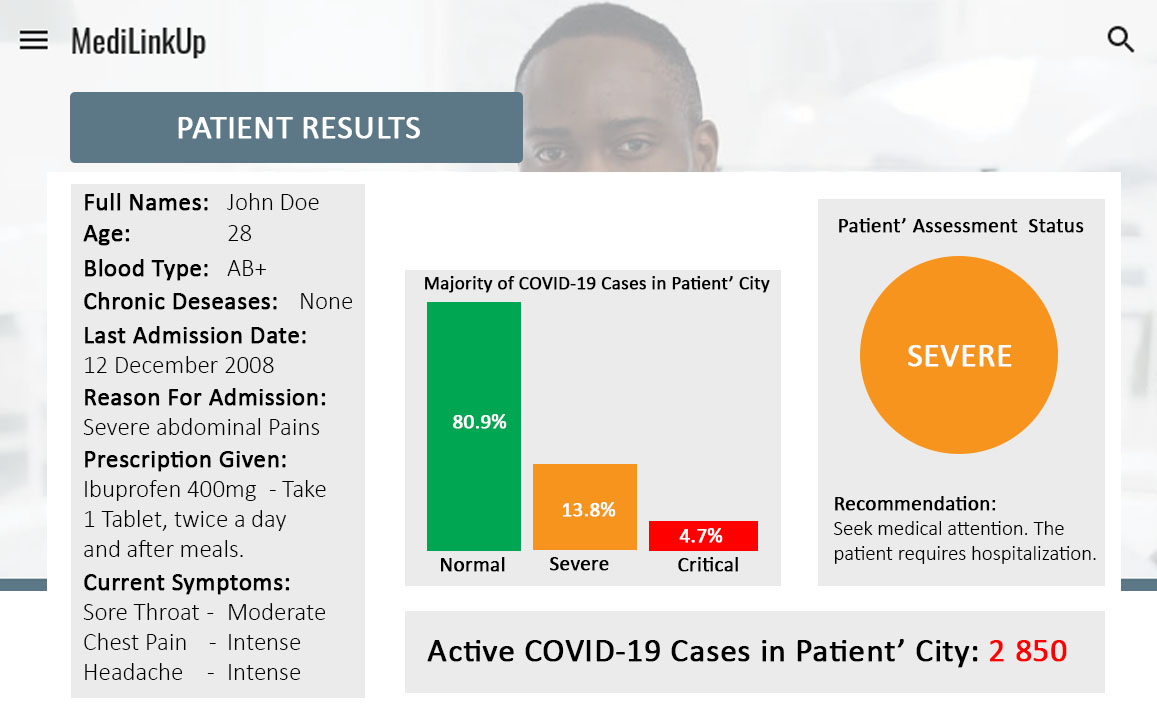 MediLinkUp
PATIENT RESULTS
Full Names: John Doe
Age: 28
Blood Type: AB+
Chronic Deseases: None
Last Admission Date:
12 December 2008
Reason For Admission:
Severe abdominal Pains
Prescription Given:
Ibuprofen 400mg - Take
1 Tablet, twice a day
and after meals.
Current Symptoms:
Sore Throat - Moderate
Chest Pain - Intense
Headache - Intense
Majority of COVID-19 Cases in Patient’ City
80.9%
13.8%
4.7%
Normal Severe Critical
Patient’ Assessment Status
SEVERE
Recommendation:
Seek medical attention. The
patient requires hospitalization.
Active COVID-19 Cases in Patient’ City: 2 850